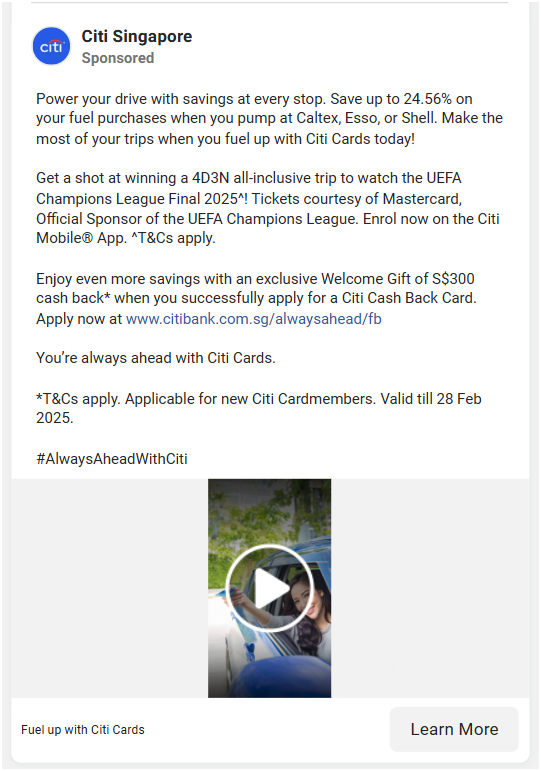 citi
Citi Singapore
Sponsored
Power your drive with savings at every stop. Save up to 24.56% on
your fuel purchases when you pump at Caltex, Esso, or Shell. Make the
most of your trips when you fuel up with Citi Cards today!
Get a shot at winning a 4D3N all-inclusive trip to watch the UEFA
Champions League Final 2025^! Tickets courtesy of Mastercard,
Official Sponsor of the UEFA Champions League. Enrol now on the Citi
Mobile® App. ^T&Cs apply.
Enjoy even more savings with an exclusive Welcome Gift of S$300
cash back* when you successfully apply for a Citi Cash Back Card.
Apply now at www.citibank.com.sg/alwaysahead/fb
You’re always ahead with Citi Cards.
*T&Cs apply. Applicable for new Citi Cardmembers. Valid till 28 Feb
2025.
#AlwaysAheadWithCiti
Fuel up with Citi Cards
Learn More